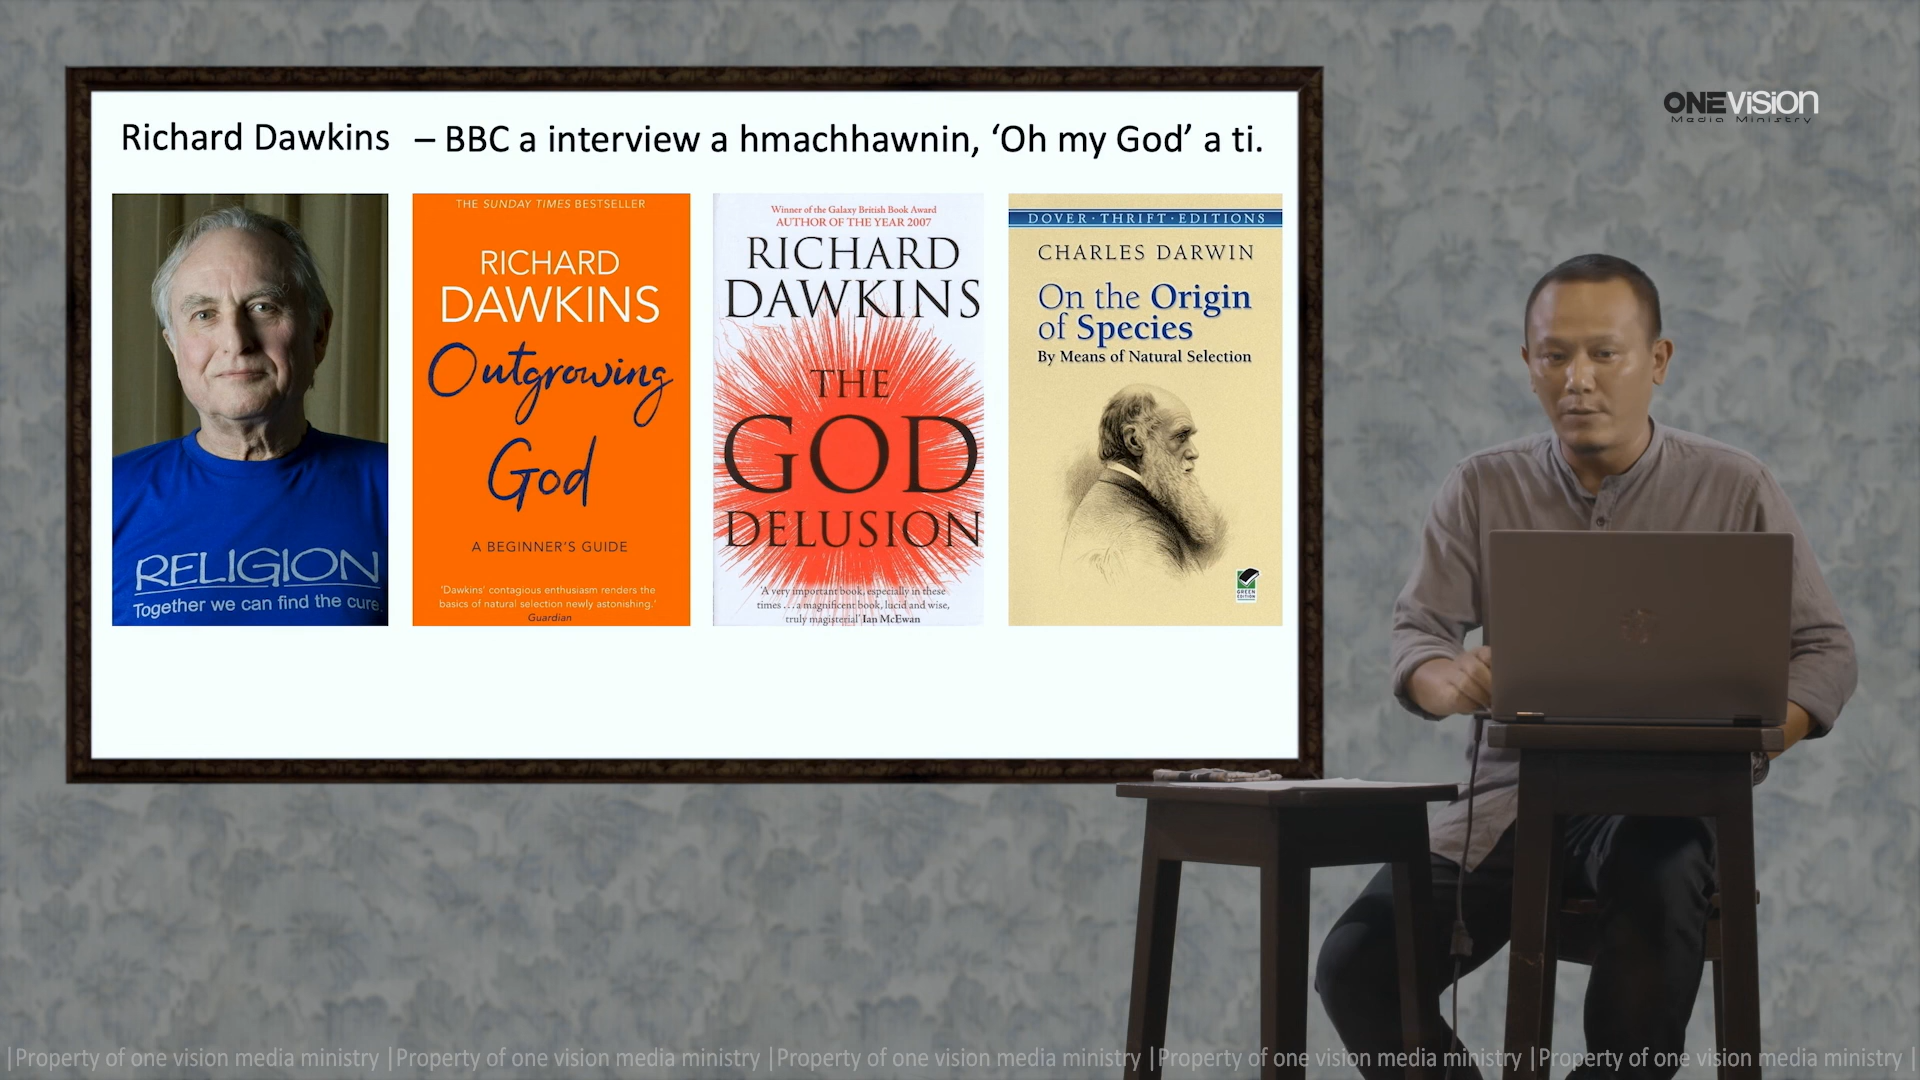 ONEVISION
Media Ministry
Richard Dawkins – BBC a interview a hmachhawnin, ‘Oh my God’ a ti.
RELIGION
Together we can find the cure.
THE SUNDAY TIMES BESTSELLER
RICHARD
DAWKINS
Outgrowing
God
A BEGINNER'S GUIDE
'Dawkins' contagious enthusiasm renders the
basics of natural selection newly astonishing.'
Guardian
Winner of the Galaxy British Book Award
AUTHOR OF THE YEAR 2007
RICHARD
DAWKINS
THE
GOD
DELUSION
'A very important book, especially in these
times . . . a magnificent book, lucid and wise,
truly magisterial' Ian McEwan
DOVER · THRIFT · EDITIONS
CHARLES DARWIN
On the Origin
of Species
By Means of Natural Selection
GREEN
EDITION
|Property of one vision media ministry |Property of one vision media ministry |Property of one vision media ministry |Property of one vision media ministry |Property of one vision media ministry |